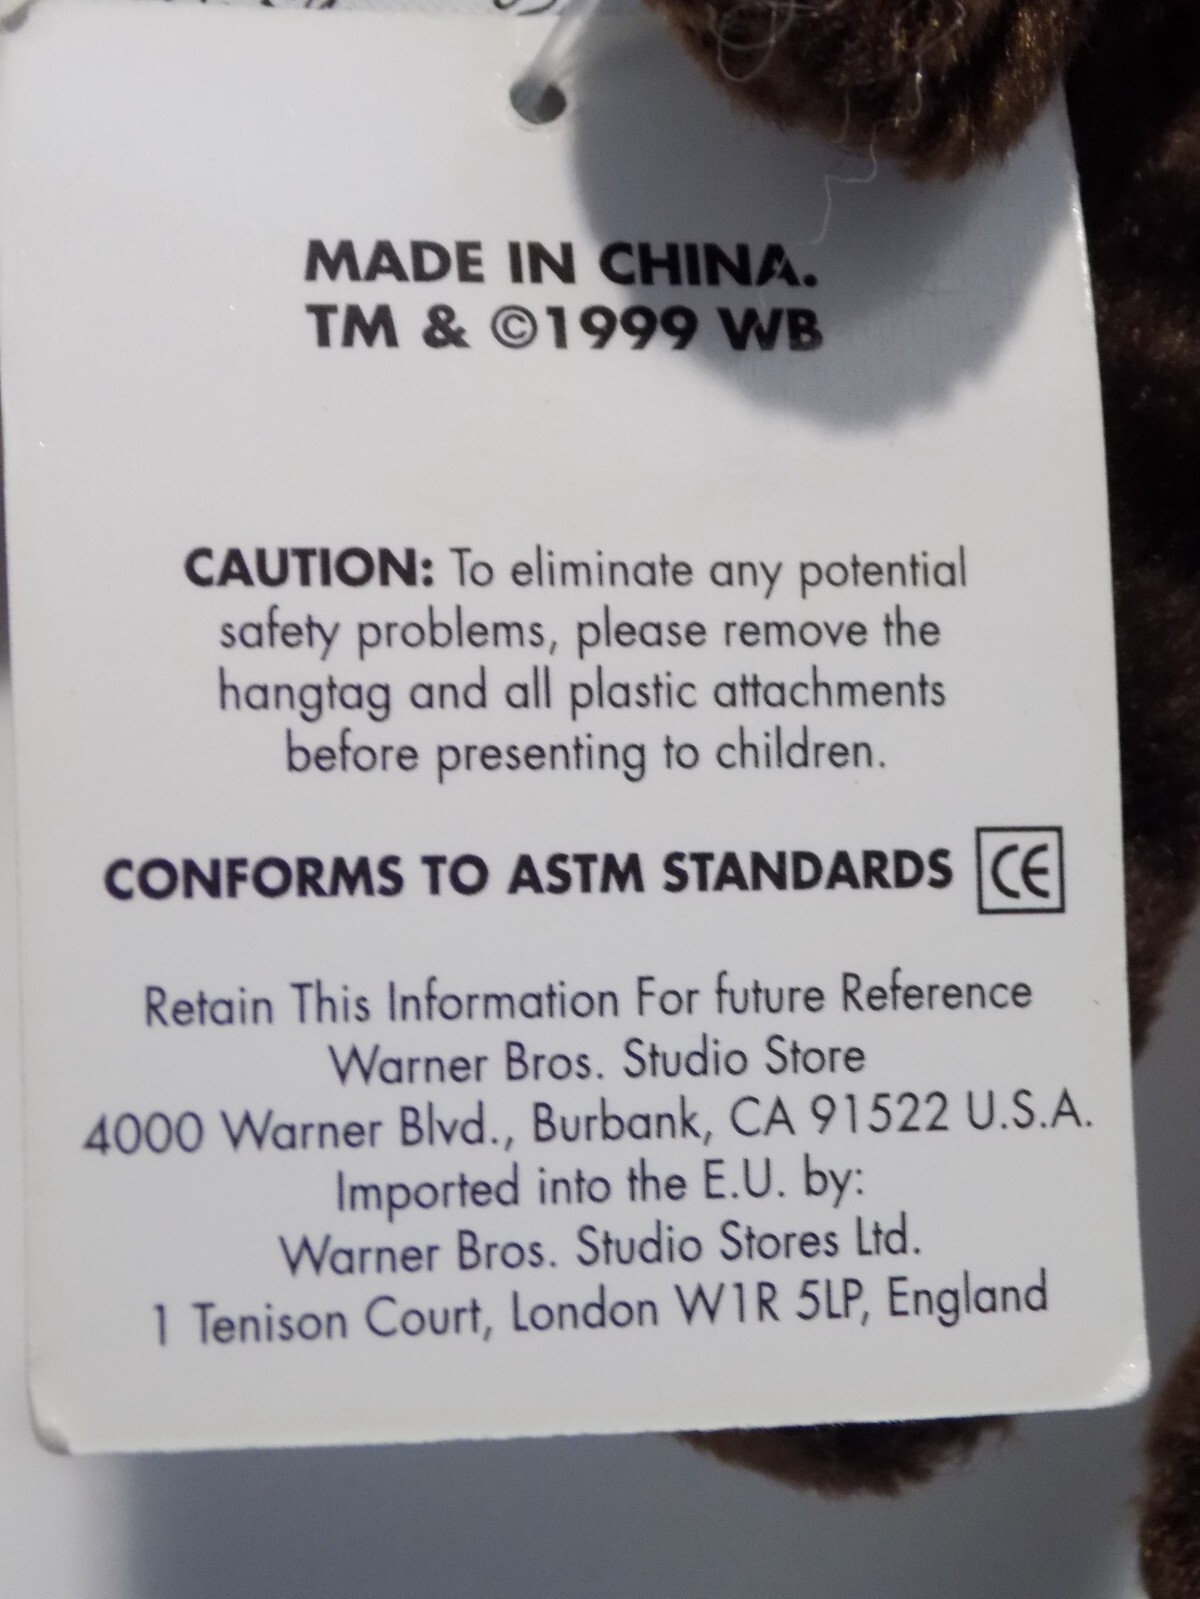 MADE IN CHINA.
TM & ©1999 WB
CAUTION: To eliminate any potential
safety problems, please remove the
hangtag and all plastic attachments
before presenting to children.
CONFORMS TO ASTM STANDARDS CE
Retain This Information For future Reference
Warner Bros. Studio Store
4000 Warner Blvd., Burbank, CA 91522 U.S.A.
Imported into the E.U. by:
Warner Bros. Studio Stores Ltd.
1 Tenison Court, London W1R 5LP, England